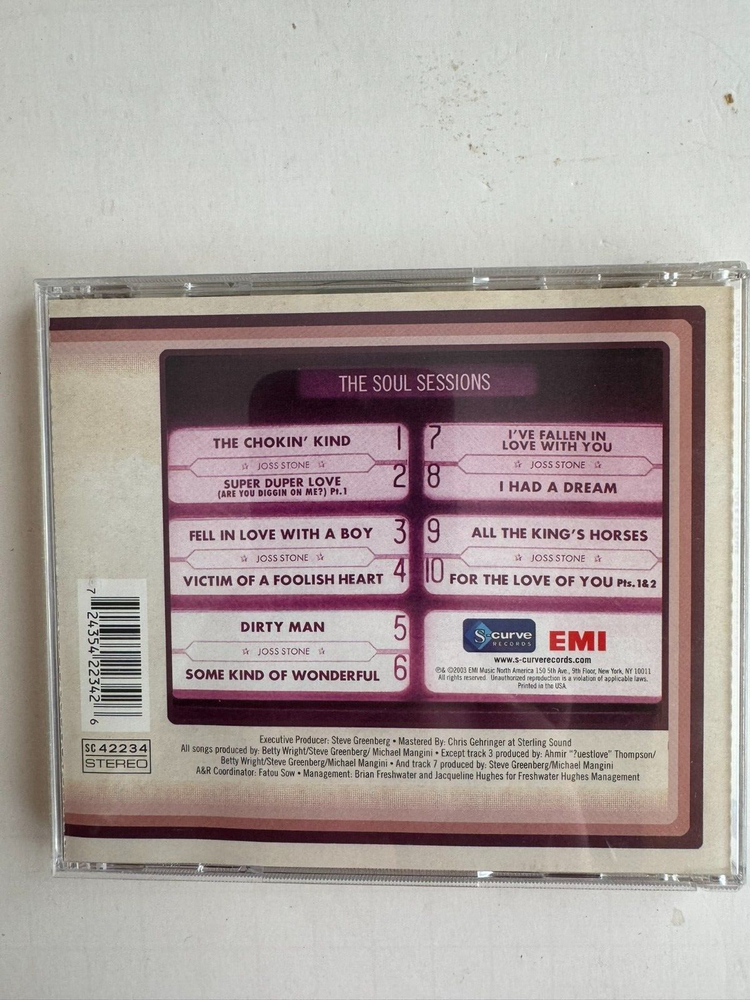 THE SOUL SESSIONS
THE CHOKIN' KIND 1
☆ JOSS STONE ☆
SUPER DUPER LOVE 2
(ARE YOU DIGGIN ON ME?) Pt.1
FELL IN LOVE WITH A BOY 3
☆ JOSS STONE ☆
VICTIM OF A FOOLISH HEART 4
DIRTY MAN 5
☆ JOSS STONE ☆
SOME KIND OF WONDERFUL 6
7 I'VE FALLEN IN
LOVE WITH YOU
☆ JOSS STONE ☆
8 I HAD A DREAM
9 ALL THE KING'S HORSES
☆ JOSS STONE ☆
10 FOR THE LOVE OF YOU Pts.1&2
S-curve
RECORDS
EMI
www.s-curverecords.com
℗& ©2003 EMI Music North America 150 5th Ave., 9th Floor, New York, NY 10011
All rights reserved. Unauthorized reproduction is a violation of applicable laws.
Printed in the USA
7 24354 22342 6
SC 42234
STEREO
Executive Producer: Steve Greenberg • Mastered By: Chris Gehringer at Sterling Sound
All songs produced by: Betty Wright/Steve Greenberg/ Michael Mangini • Except track 3 produced by: Ahmir "?uestlove" Thompson/
Betty Wright/Steve Greenberg/Michael Mangini • And track 7 produced by: Steve Greenberg/Michael Mangini
A&R Coordinator: Fatou Sow • Management: Brian Freshwater and Jacqueline Hughes for Freshwater Hughes Management